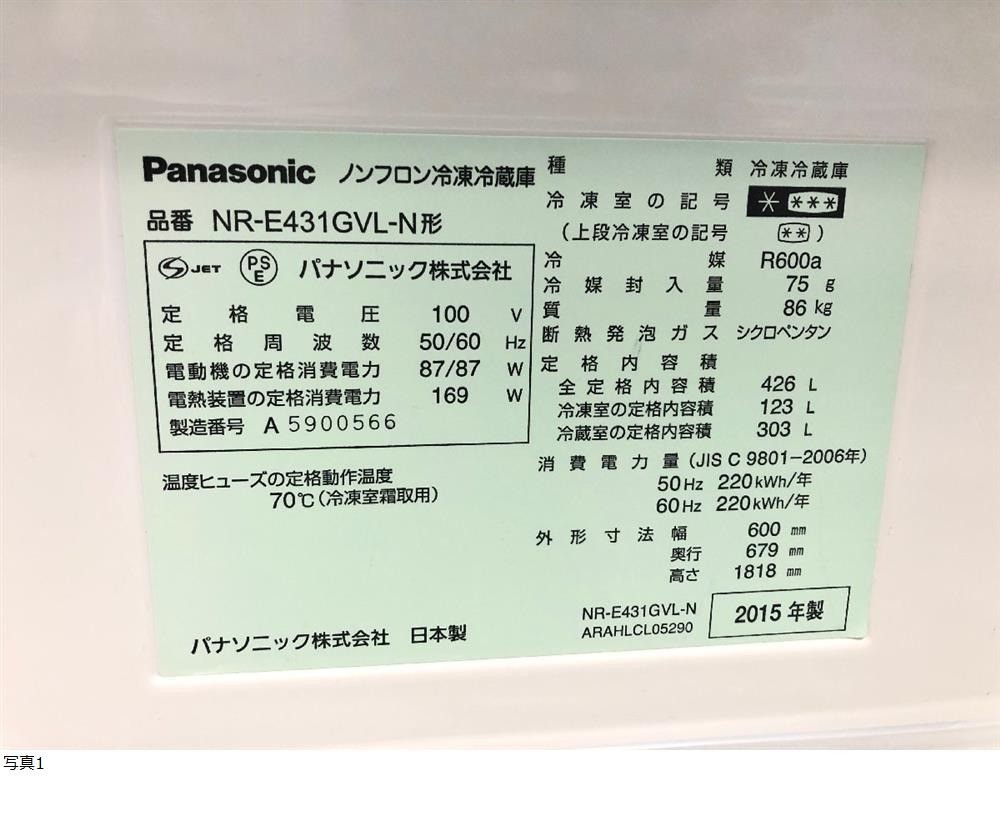 Panasonic ノンフロン冷凍冷蔵庫
品番 NR-E431GVL-N形
S JET PSE パナソニック株式会社
定格電圧 100 V
定格周波数 50/60 Hz
電動機の定格消費電力 87/87 W
電熱装置の定格消費電力 169 W
製造番号 A 5900566
温度ヒューズの定格動作温度
70℃(冷凍室霜取用)
パナソニック株式会社 日本製
種類 冷凍冷蔵庫
冷凍室の記号 * ***
(上段冷凍室の記号 **)
冷媒 R600a
冷媒封入量 75 g
質量 86 kg
断熱発泡ガス シクロペンタン
定格内容積
全定格内容積 426 L
冷凍室の定格内容積 123 L
冷蔵室の定格内容積 303 L
消費電力量(JIS C 9801-2006年)
50Hz 220kWh/年
60Hz 220kWh/年
外形寸法 幅 600 mm
奥行 679 mm
高さ 1818 mm
NR-E431GVL-N
ARAHLCL05290
2015年製
写真1